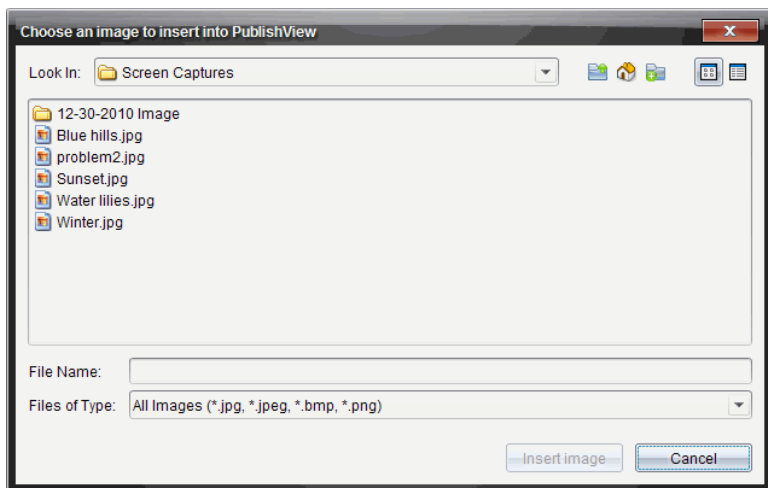 Choose an image to insert into PublishView
Look In: Screen Captures
12-30-2010 Image
Blue hills.jpg
problem2.jpg
Sunset.jpg
Water lilies.jpg
Winter.jpg
File Name:
Files of Type: All Images (*.jpg, *.jpeg, *.bmp, *.png)
Insert image Cancel